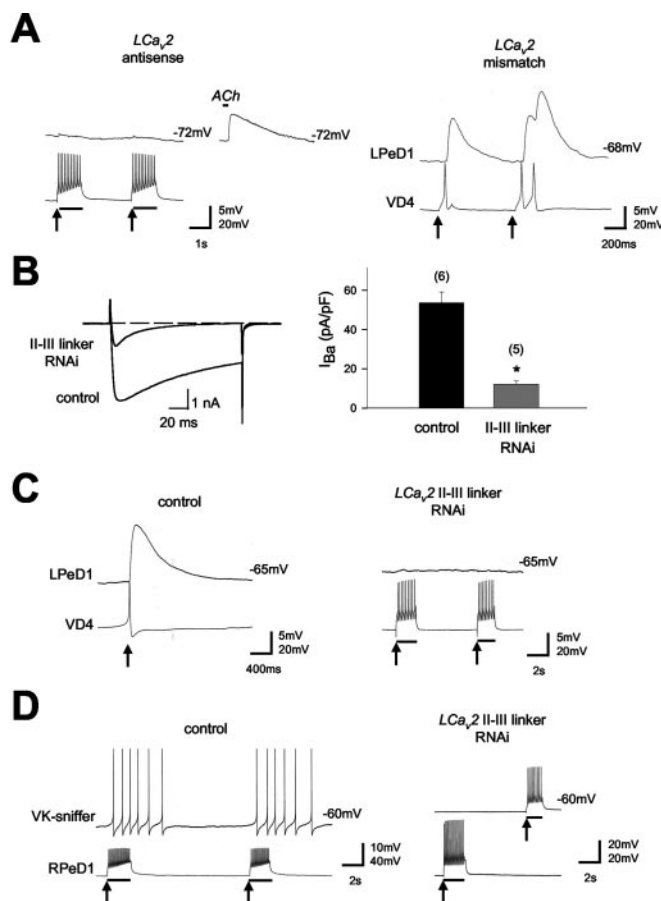 A
LCav2
antisense
ACh
-72mV
-72mV
5mV
20mV
1s
LCav2
mismatch
LPeD1
-68mV
VD4
5mV
20mV
200ms
B
II-III linker
RNAi
control
1 nA
20 ms
IBa (pA/pF)
60
40
20
0
(6)
(5)
*
control
II-III linker
RNAi
C
control
LPeD1
-65mV
VD4
5mV
20mV
400ms
LCav2 II-III linker
RNAi
-65mV
5mV
20mV
2s
D
control
VK-sniffer
-60mV
RPeD1
10mV
40mV
2s
LCav2 II-III linker
RNAi
-60mV
20mV
20mV
2s